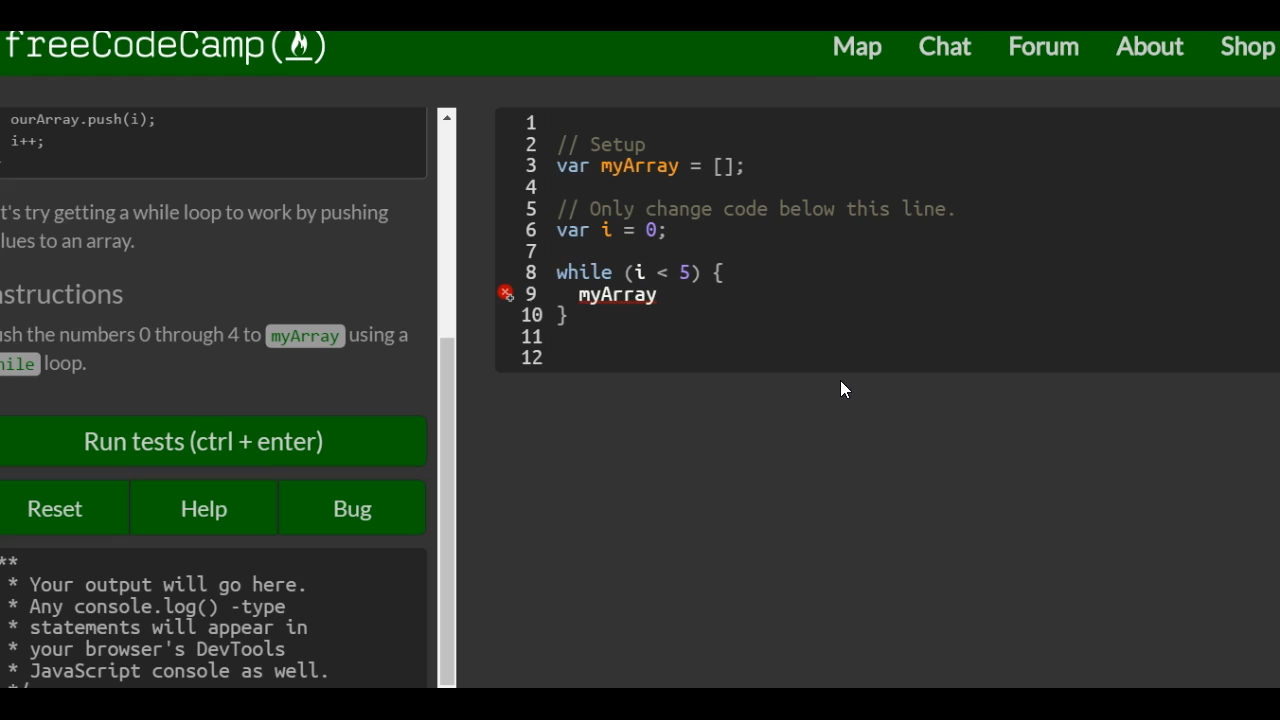 freeCodeCamp(🔥)
Map Chat Forum About Shop
ourArray.push(i);
i++;
t's try getting a while loop to work by pushing
lues to an array.
nstructions
ush the numbers 0 through 4 to myArray using a
hile loop.
Run tests (ctrl + enter)
Reset Help Bug
**
* Your output will go here.
* Any console.log() -type
* statements will appear in
* your browser's DevTools
* JavaScript console as well.
*/
1
2 // Setup
3 var myArray = [];
4
5 // Only change code below this line.
6 var i = 0;
7
8 while (i < 5) {
9 myArray
10 }
11
12